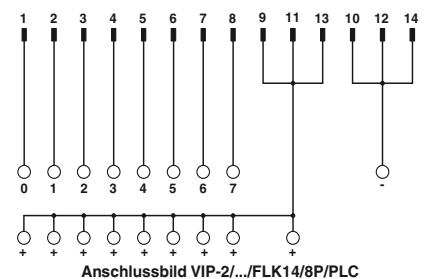 1 2 3 4 5 6 7 8 9 11 13 10 12 14
0 1 2 3 4 5 6 7 -
+ + + + + + + + +
Anschlussbild VIP-2/.../FLK14/8P/PLC